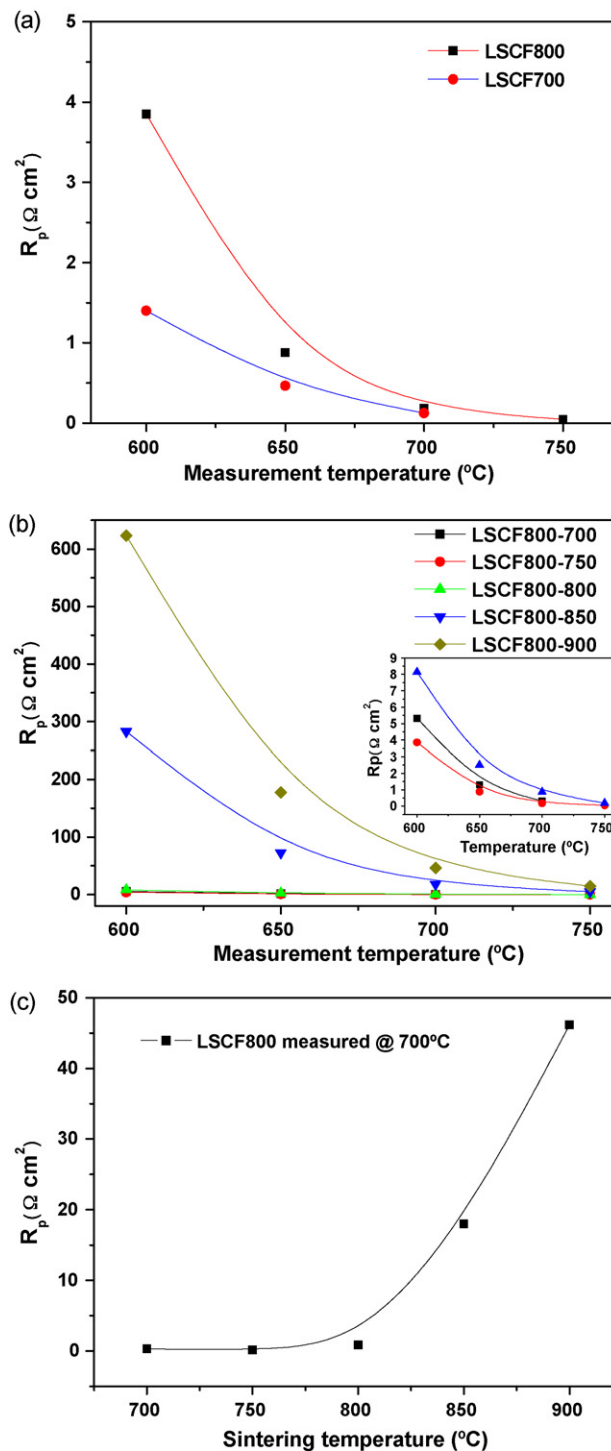 (a)
5
4
3
2
1
0
R_p (Ω cm²)
LSCF800
LSCF700
600 650 700 750
Measurement temperature (ºC)
(b)
600
500
400
300
200
100
0
R_p (Ω cm²)
LSCF800-700
LSCF800-750
LSCF800-800
LSCF800-850
LSCF800-900
9
8
7
6
5
4
3
2
1
0
Rp(Ω cm²)
600 650 700 750
Temperature (ºC)
600 650 700 750
Measurement temperature (ºC)
(c)
50
40
30
20
10
0
R_p (Ω cm²)
LSCF800 measured @ 700ºC
700 750 800 850 900
Sintering temperature (ºC)